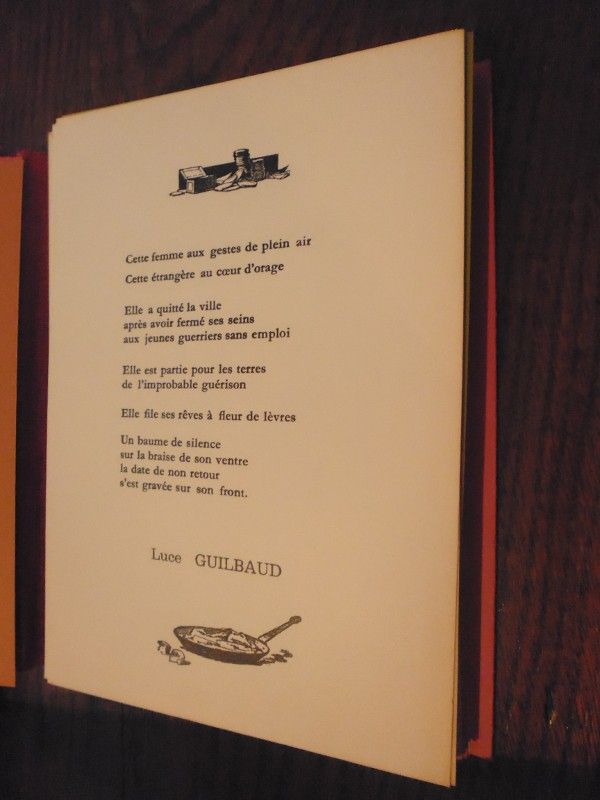 Cette femme aux gestes de plein air
Cette étrangère au cœur d'orage
Elle a quitté la ville
après avoir fermé ses seins
aux jeunes guerriers sans emploi
Elle est partie pour les terres
de l'improbable guérison
Elle file ses rêves à fleur de lèvres
Un baume de silence
sur la braise de son ventre
la date de non retour
s'est gravée sur son front.
Luce GUILBAUD